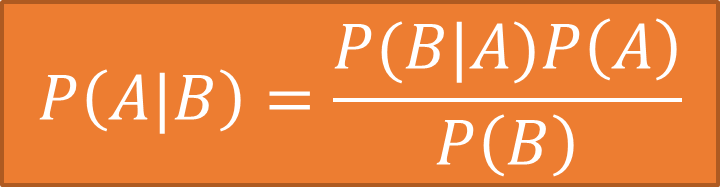 P(A|B) = P(B|A)P(A) / P(B)